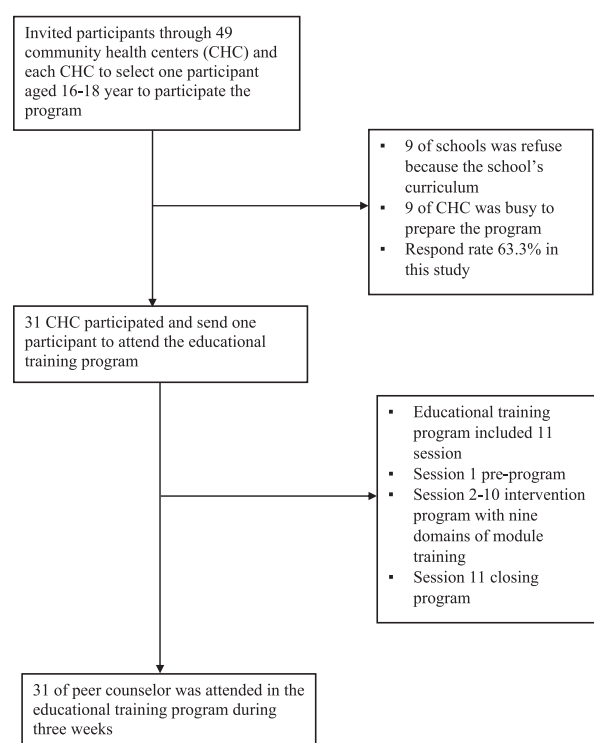 Invited participants through 49
community health centers (CHC) and
each CHC to select one participant
aged 16-18 year to participate the
program
▪ 9 of schools was refuse
because the school's
curriculum
▪ 9 of CHC was busy to
prepare the program
▪ Respond rate 63.3% in
this study
31 CHC participated and send one
participant to attend the educational
training program
▪ Educational training
program included 11
session
▪ Session 1 pre-program
▪ Session 2-10 intervention
program with nine
domains of module
training
▪ Session 11 closing
program
31 of peer counselor was attended in the
educational training program during
three weeks